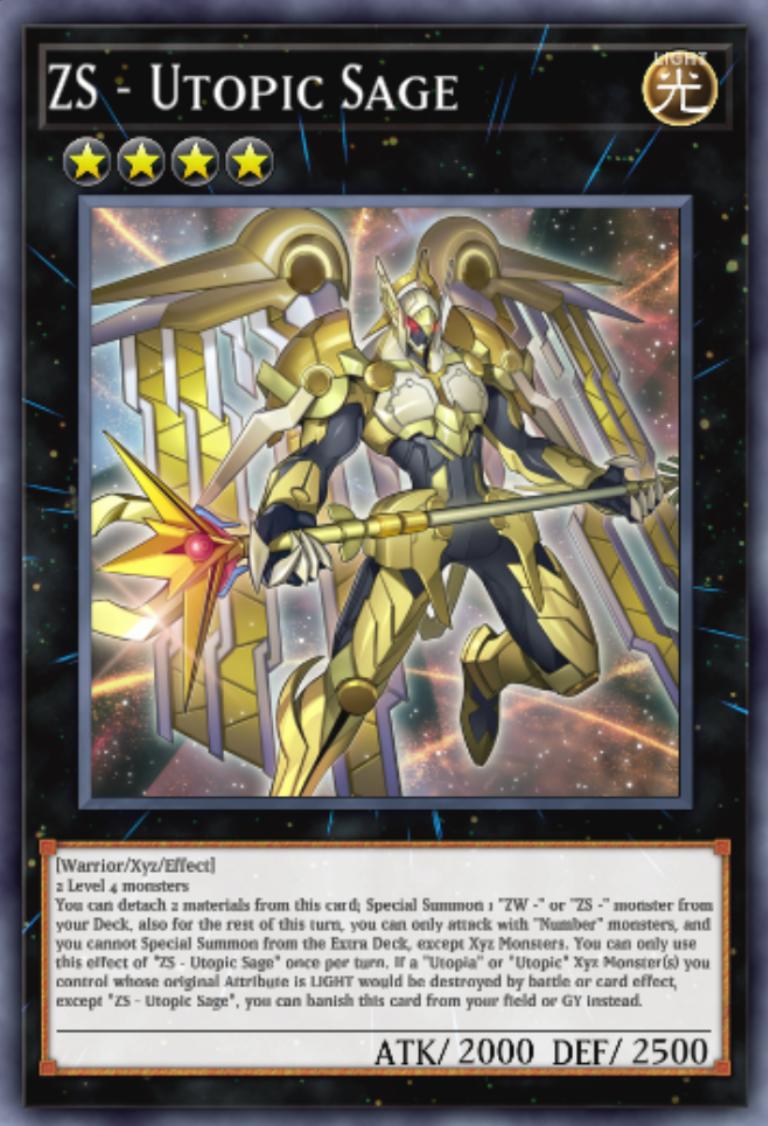 ZS - Utopic Sage
LIGHT
光
[Warrior/Xyz/Effect]
2 Level 4 monsters
You can detach 2 materials from this card; Special Summon 1 "ZW -" or "ZS -" monster from
your Deck, also for the rest of this turn, you can only attack with "Number" monsters, and
you cannot Special Summon from the Extra Deck, except Xyz Monsters. You can only use
this effect of "ZS - Utopic Sage" once per turn. If a "Utopia" or "Utopic" Xyz Monster(s) you
control whose original Attribute is LIGHT would be destroyed by battle or card effect,
except "ZS - Utopic Sage", you can banish this card from your field or GY instead.
ATK/ 2000 DEF/ 2500